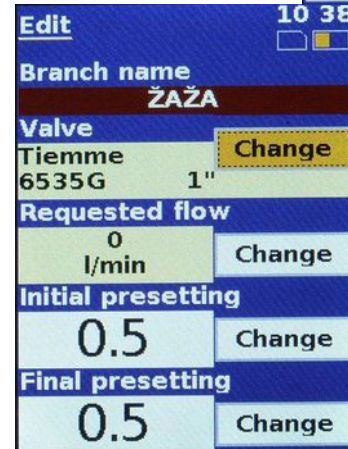 Edit 10 38
Branch name
ŽAŽA
Valve
Tiemme Change
6535G 1"
Requested flow
0
l/min Change
Initial presetting
0.5 Change
Final presetting
0.5 Change